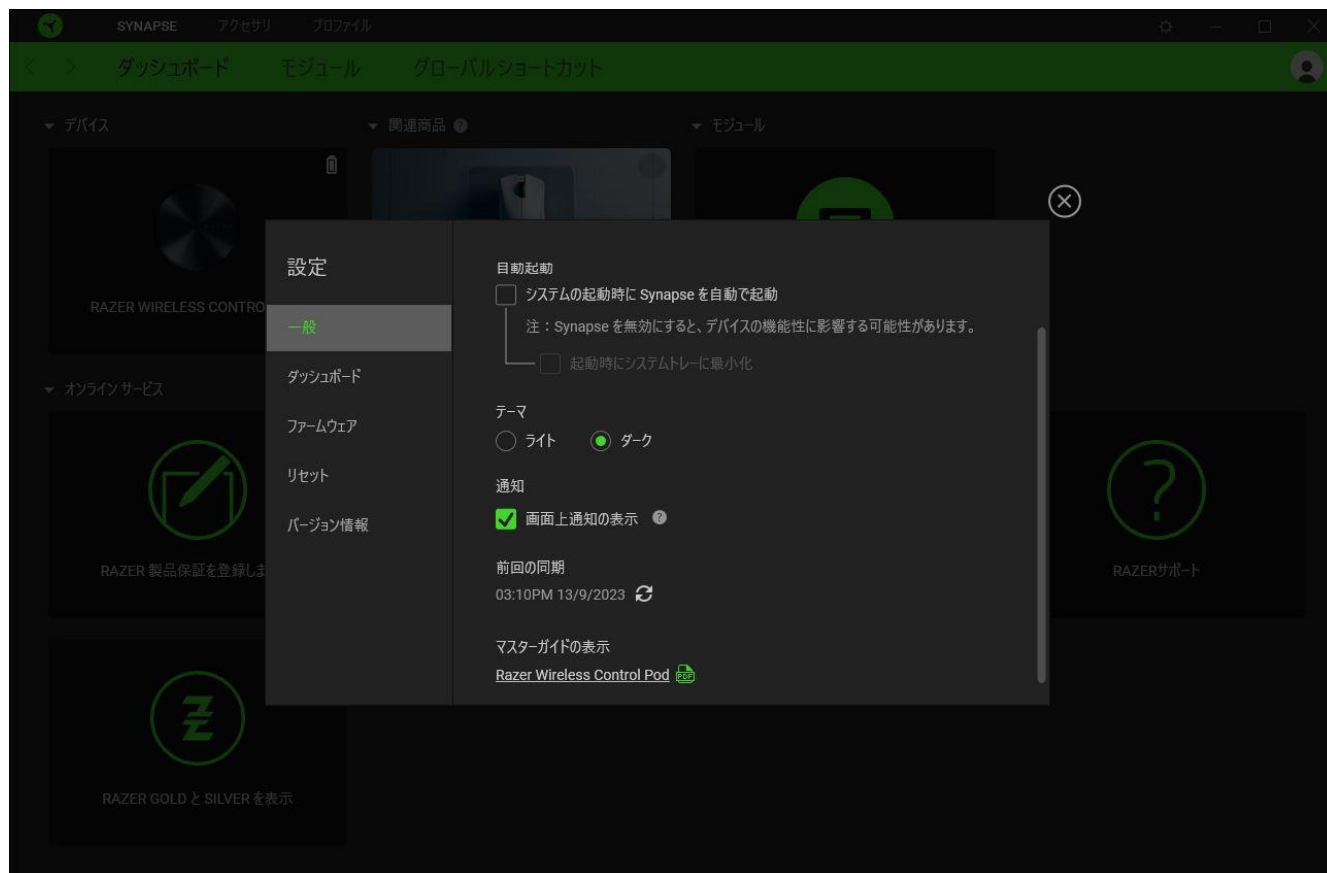 SYNAPSE アクセサリ プロファイル
ダッシュボード モジュール グローバルショートカット
デバイス 関連商品 モジュール
RAZER WIRELESS CONTRO
オンライン サービス
RAZER 製品保証を登録しま
RAZERサポート
RAZER GOLD と SILVER を表示
設定
一般
ダッシュボード
ファームウェア
リセット
バージョン情報
自動起動
システムの起動時に Synapse を自動で起動
注：Synapse を無効にすると、デバイスの機能性に影響する可能性があります。
起動時にシステムトレーに最小化
テーマ
ライト ダーク
通知
画面上通知の表示
前回の同期
03:10PM 13/9/2023
マスターガイドの表示
Razer Wireless Control Pod PDF